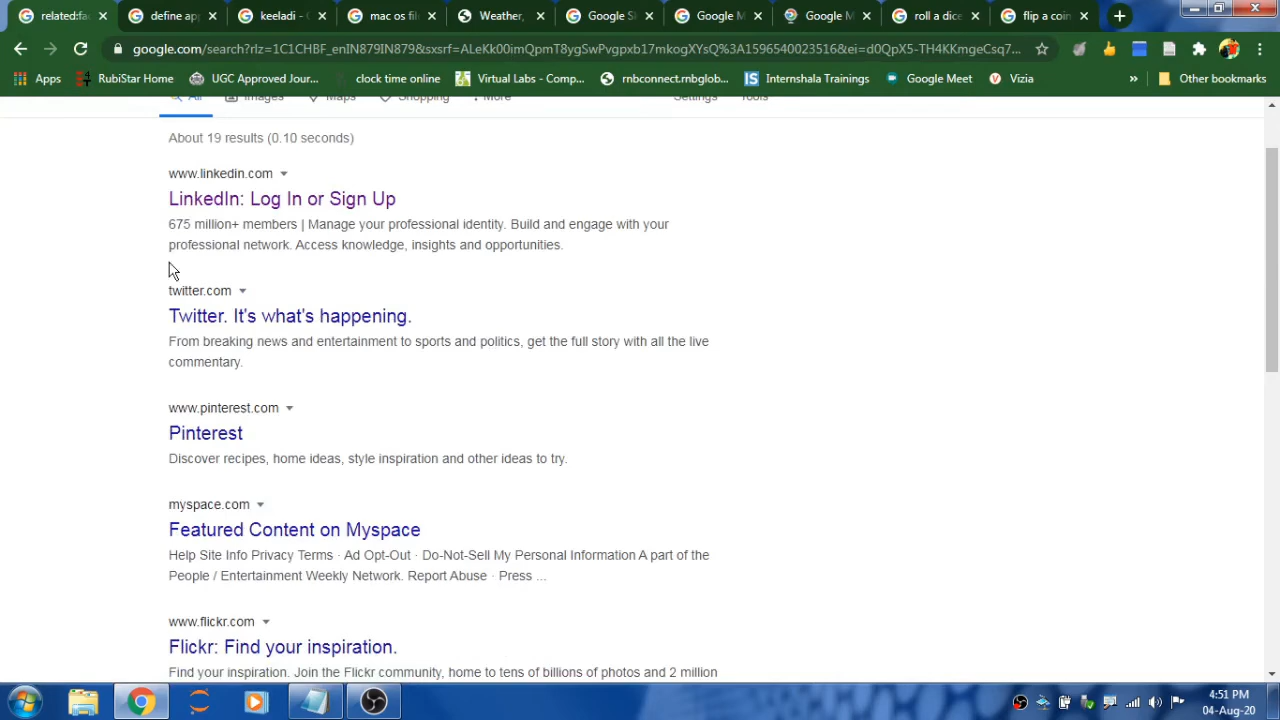 related:fac
define ap
keeladi - G
mac os fil
Weather,
Google S
Google M
Google M
roll a dice
flip a coin
google.com/search?rlz=1C1CHBF_enIN879IN879&sxsrf=ALeKk00imQpmT8ygSwPvgpxb17mkogXYsQ%3A1596540023516&ei=d0QpX5-TH4KKmgeCsq7...
Apps
RubiStar Home
UGC Approved Jour...
clock time online
Virtual Labs - Comp...
rnbconnect.rnbglob...
Internshala Trainings
Google Meet
Vizia
»
Other bookmarks
All
Images
Maps
Shopping
More
Settings
Tools
About 19 results (0.10 seconds)
www.linkedin.com
LinkedIn: Log In or Sign Up
675 million+ members | Manage your professional identity. Build and engage with your
professional network. Access knowledge, insights and opportunities.
twitter.com
Twitter. It's what's happening.
From breaking news and entertainment to sports and politics, get the full story with all the live
commentary.
www.pinterest.com
Pinterest
Discover recipes, home ideas, style inspiration and other ideas to try.
myspace.com
Featured Content on Myspace
Help Site Info Privacy Terms · Ad Opt-Out · Do-Not-Sell My Personal Information A part of the
People / Entertainment Weekly Network. Report Abuse · Press ...
www.flickr.com
Flickr: Find your inspiration.
Find your inspiration. Join the Flickr community, home to tens of billions of photos and 2 million
4:51 PM
04-Aug-20